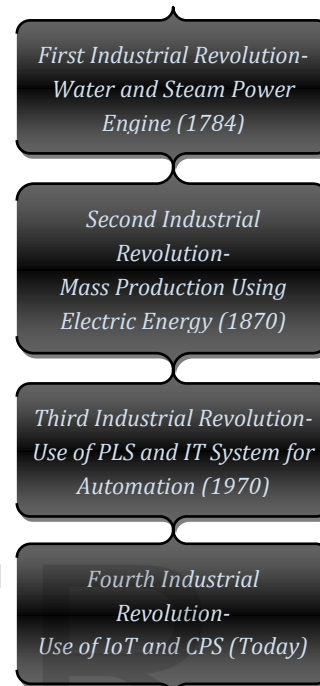 First Industrial Revolution-
Water and Steam Power
Engine (1784)
Second Industrial
Revolution-
Mass Production Using
Electric Energy (1870)
Third Industrial Revolution-
Use of PLS and IT System for
Automation (1970)
Fourth Industrial
Revolution-
Use of IoT and CPS (Today)